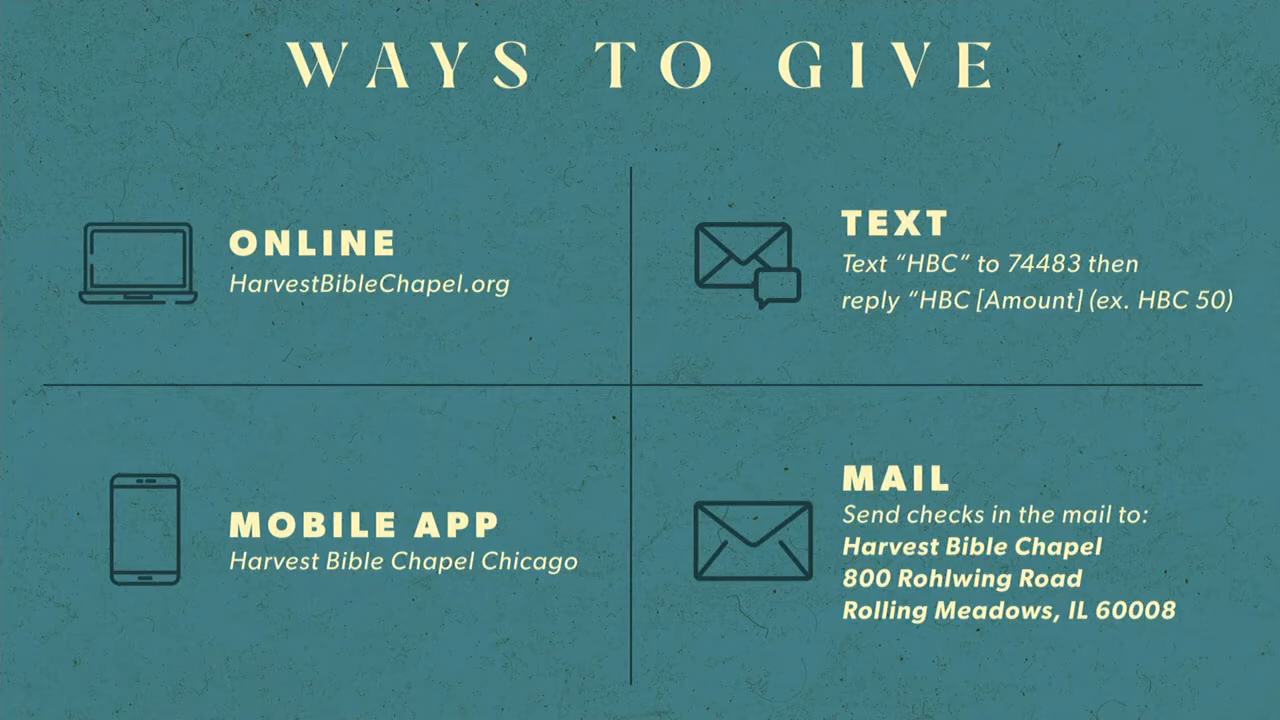 WAYS TO GIVE
ONLINE
HarvestBibleChapel.org
TEXT
Text “HBC” to 74483 then
reply “HBC [Amount] (ex. HBC 50)
MOBILE APP
Harvest Bible Chapel Chicago
MAIL
Send checks in the mail to:
Harvest Bible Chapel
800 Rohlwing Road
Rolling Meadows, IL 60008